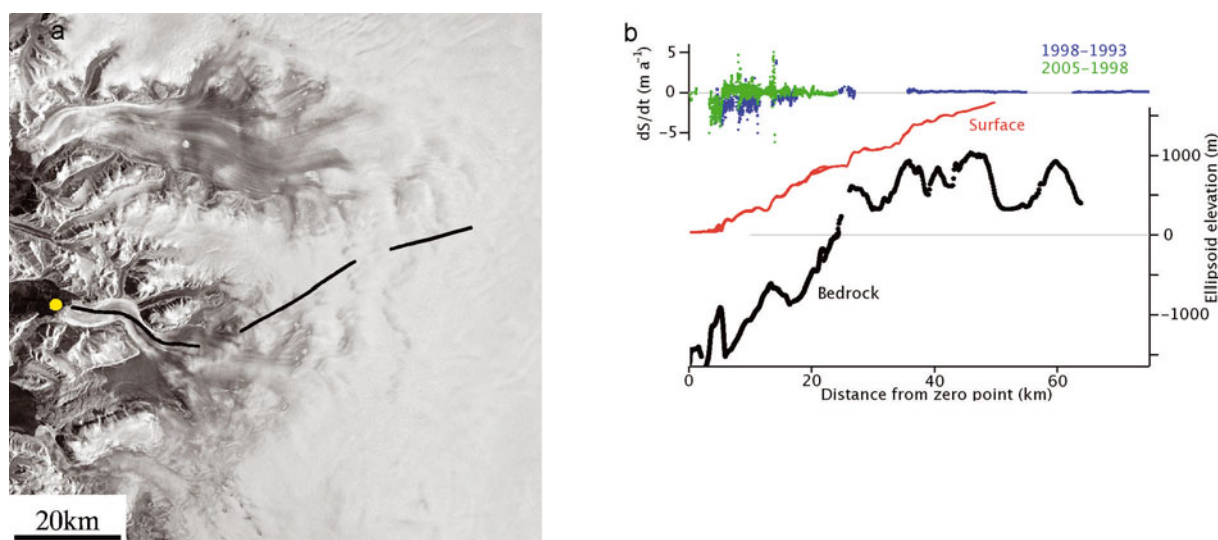 a
20km
b
1998–1993
2005–1998
5
0
-5
dS/dt (m a⁻¹)
Surface
Bedrock
1000
0
-1000
Ellipsoid elevation (m)
0 20 40 60
Distance from zero point (km)